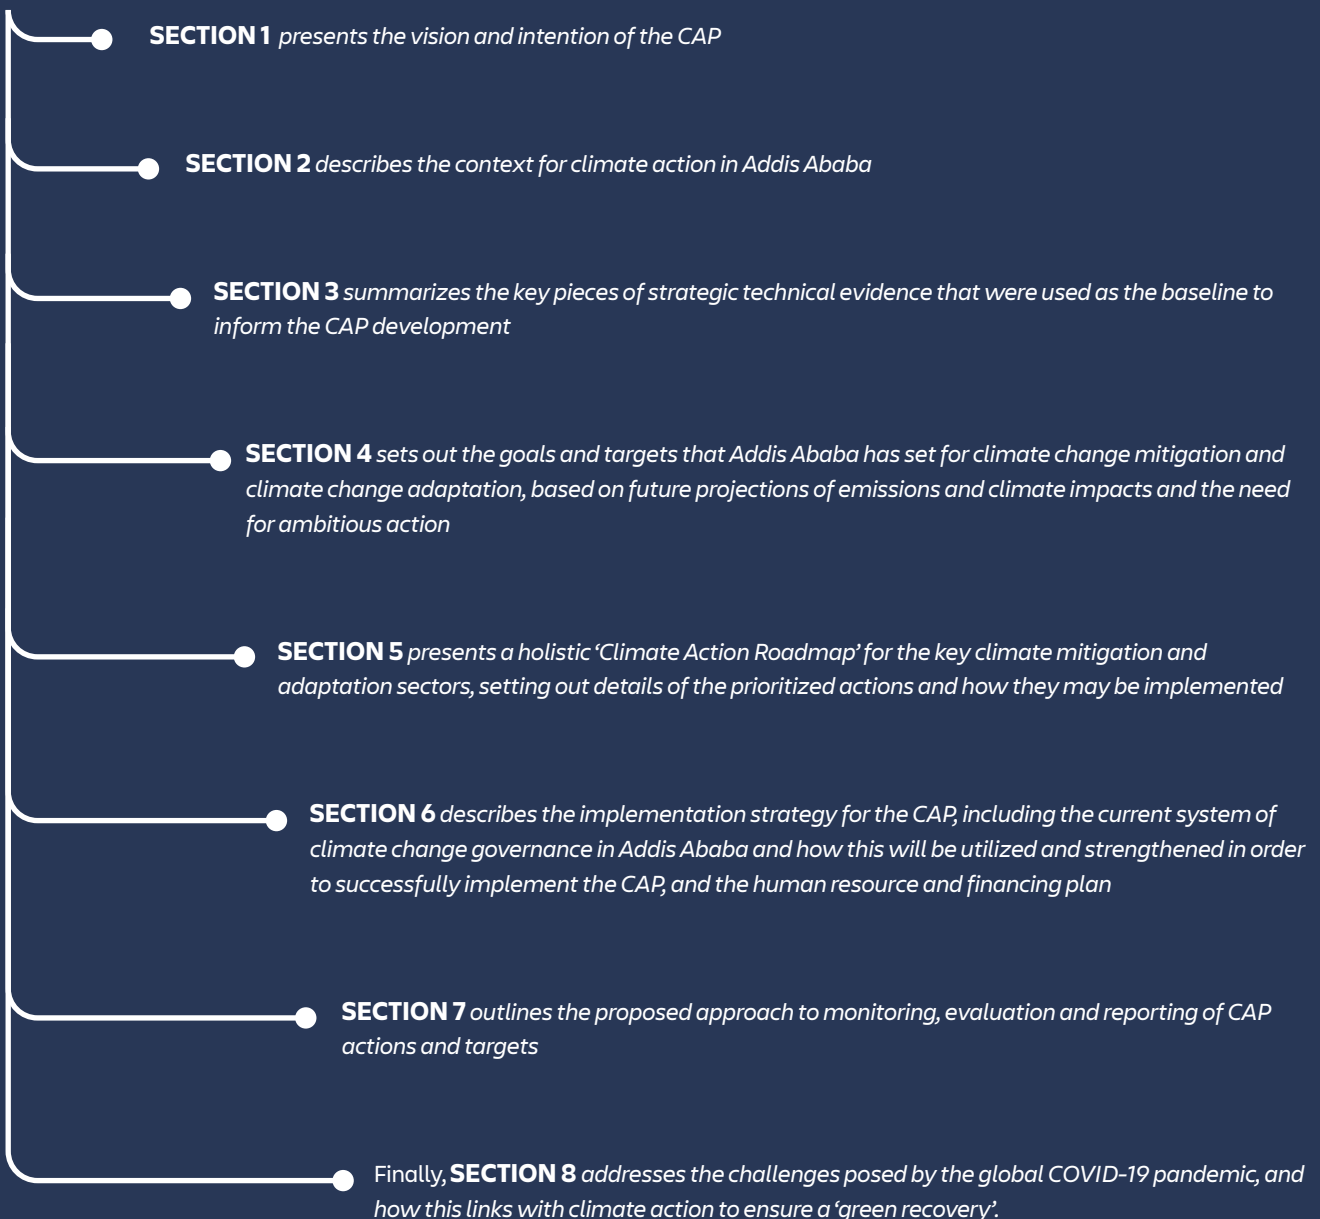 SECTION 1 presents the vision and intention of the CAP
SECTION 2 describes the context for climate action in Addis Ababa
SECTION 3 summarizes the key pieces of strategic technical evidence that were used as the baseline to
inform the CAP development
SECTION 4 sets out the goals and targets that Addis Ababa has set for climate change mitigation and
climate change adaptation, based on future projections of emissions and climate impacts and the need
for ambitious action
SECTION 5 presents a holistic ‘Climate Action Roadmap’ for the key climate mitigation and
adaptation sectors, setting out details of the prioritized actions and how they may be implemented
SECTION 6 describes the implementation strategy for the CAP, including the current system of
climate change governance in Addis Ababa and how this will be utilized and strengthened in order
to successfully implement the CAP, and the human resource and financing plan
SECTION 7 outlines the proposed approach to monitoring, evaluation and reporting of CAP
actions and targets
Finally, SECTION 8 addresses the challenges posed by the global COVID-19 pandemic, and
how this links with climate action to ensure a ‘green recovery’.